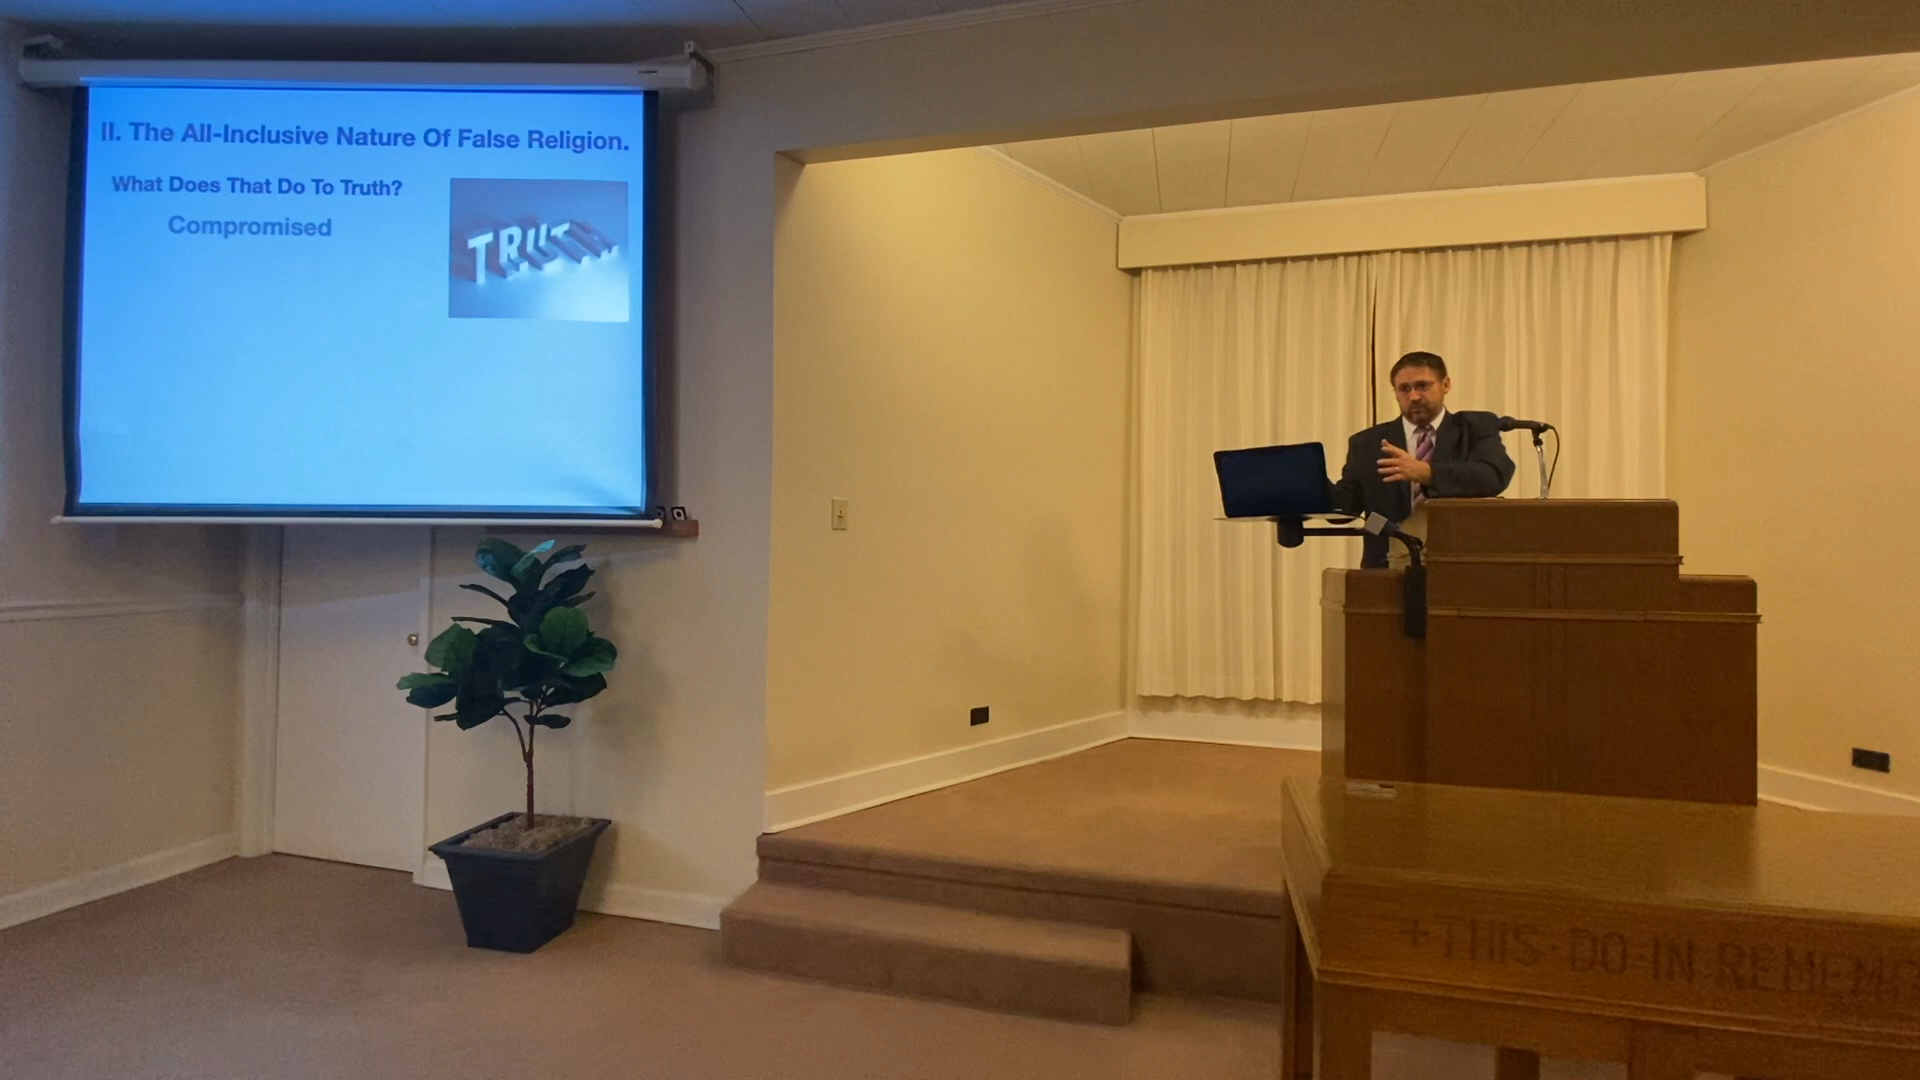 II. The All-Inclusive Nature Of False Religion.
What Does That Do To Truth?
Compromised
TRUTH
+THIS·DO·IN·REMEM